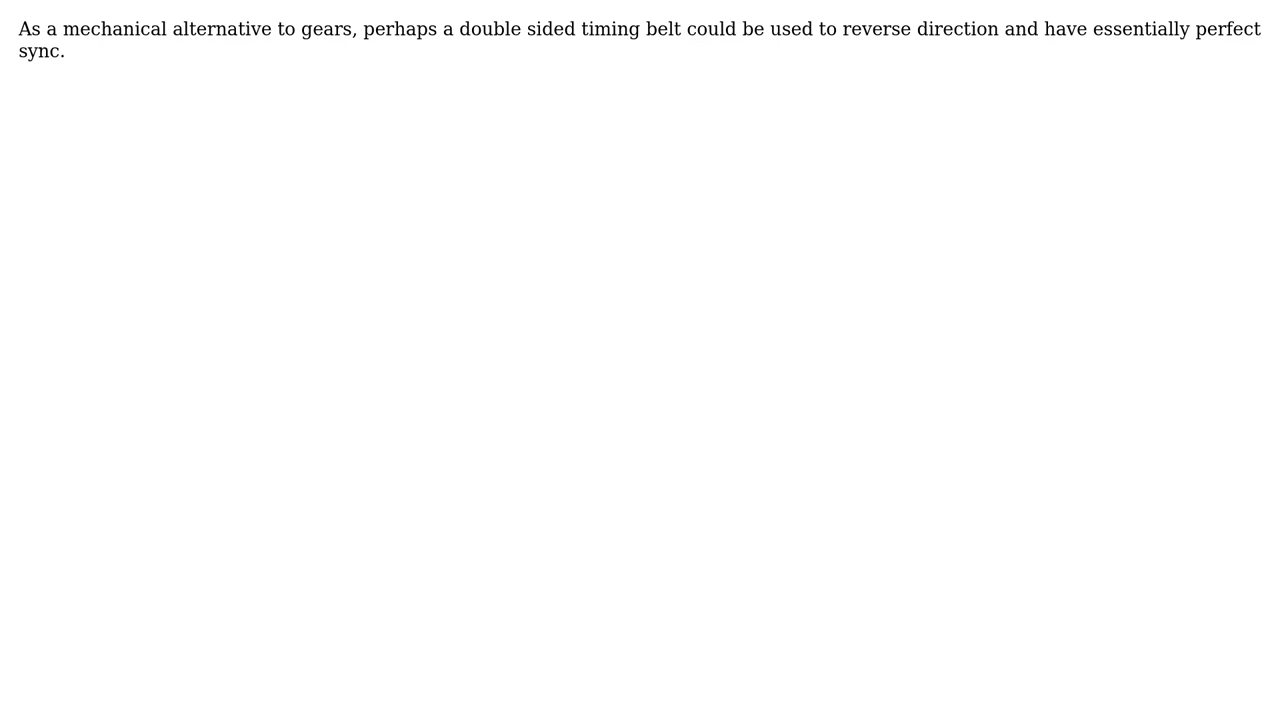 As a mechanical alternative to gears, perhaps a double sided timing belt could be used to reverse direction and have essentially perfect
sync.